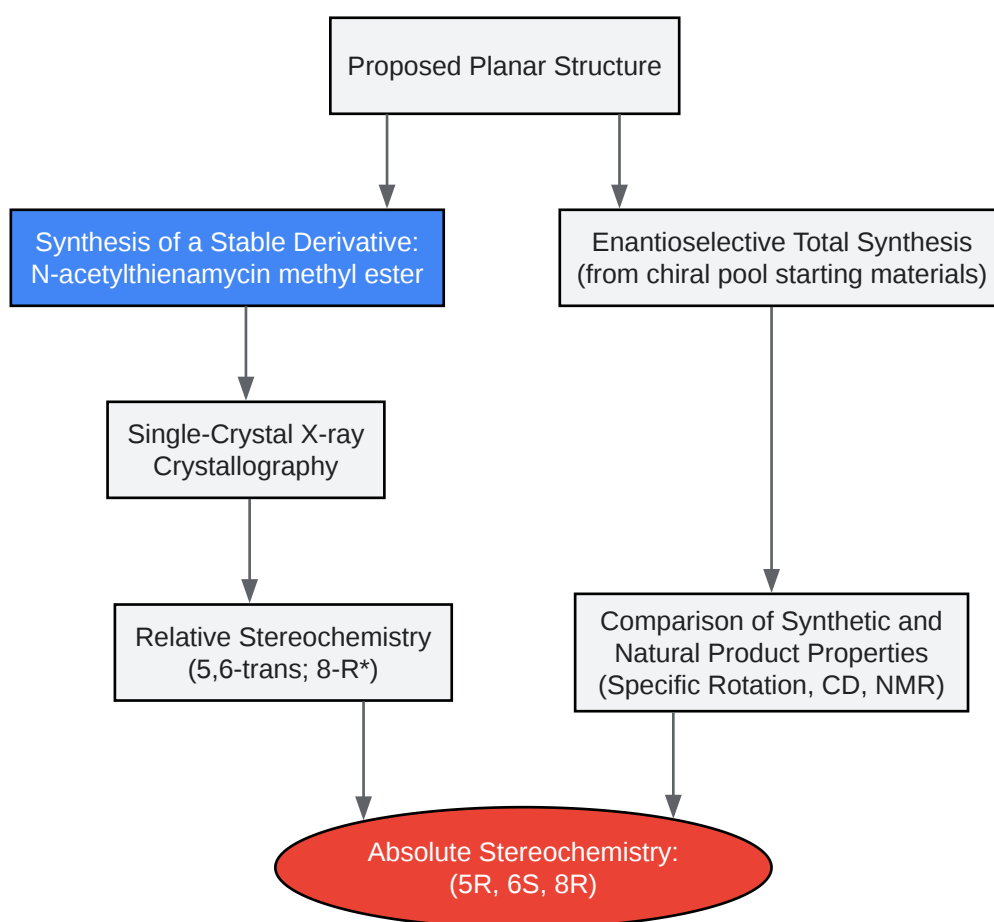 Proposed Planar Structure
Synthesis of a Stable Derivative:
N-acetylthienamycin methyl ester
Enantioselective Total Synthesis
(from chiral pool starting materials)
Single-Crystal X-ray
Crystallography
Relative Stereochemistry
(5,6-trans; 8-R*)
Comparison of Synthetic and
Natural Product Properties
(Specific Rotation, CD, NMR)
Absolute Stereochemistry:
(5R, 6S, 8R)